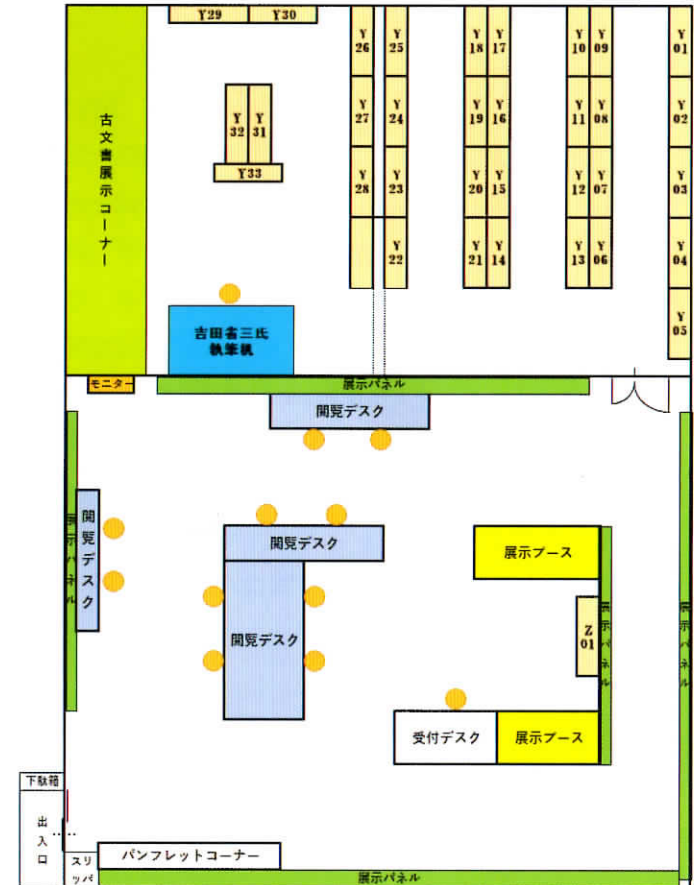 Y29
Y30
Y
26
Y
25
Y
18
Y
17
Y
10
Y
09
Y
01
Y
32
Y
31
Y
27
Y
24
Y
19
Y
16
Y
11
Y
08
Y
02
古文書展示コーナー
Y33
Y
28
Y
23
Y
20
Y
15
Y
12
Y
07
Y
03
Y
22
Y
21
Y
14
Y
13
Y
06
Y
04
Y
05
吉田省三氏
執筆机
モニター
展示パネル
閲覧デスク
展示パネル
閲覧デスク
閲覧デスク
閲覧デスク
展示ブース
Z
01
展示パネル
展示パネル
受付デスク
展示ブース
下駄箱
出入口
スリ
ッパ
パンフレットコーナー
展示パネル